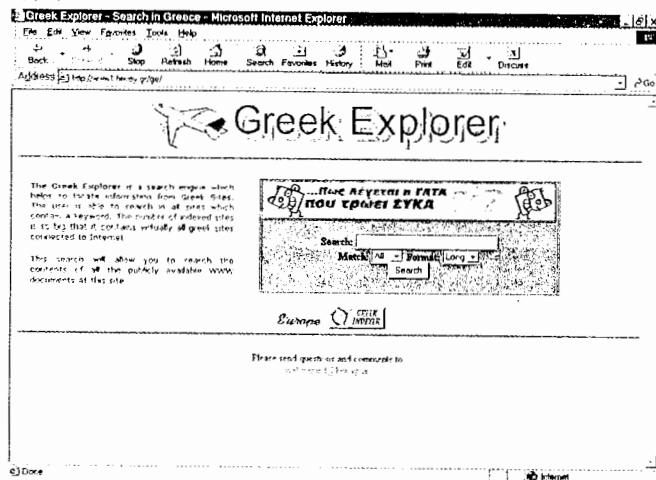 Greek Explorer - Search in Greece - Microsoft Internet Explorer
File Edit View Favorites Tools Help
Back Stop Refresh Home Search Favorites History Mail Print Edit Discuss
Address Go
Greek Explorer
The Greek Explorer is a search engine which
helps to locate information from Greek Sites.
The user is able to search in all sites which
contain a keyword. The number of indexed sites
is so big that it contains virtually all greek sites
connected to Internet.
This search will allow you to search the
contents of all the publicly available WWW
documents at this site.
...Πως λέγεται η ΓΑΤΑ
που τρώει ΣΥΚΑ
Search:
Match: All Format: Long
Search
Europe GREEK INDEXER
Please send questions and comments to
Done Internet